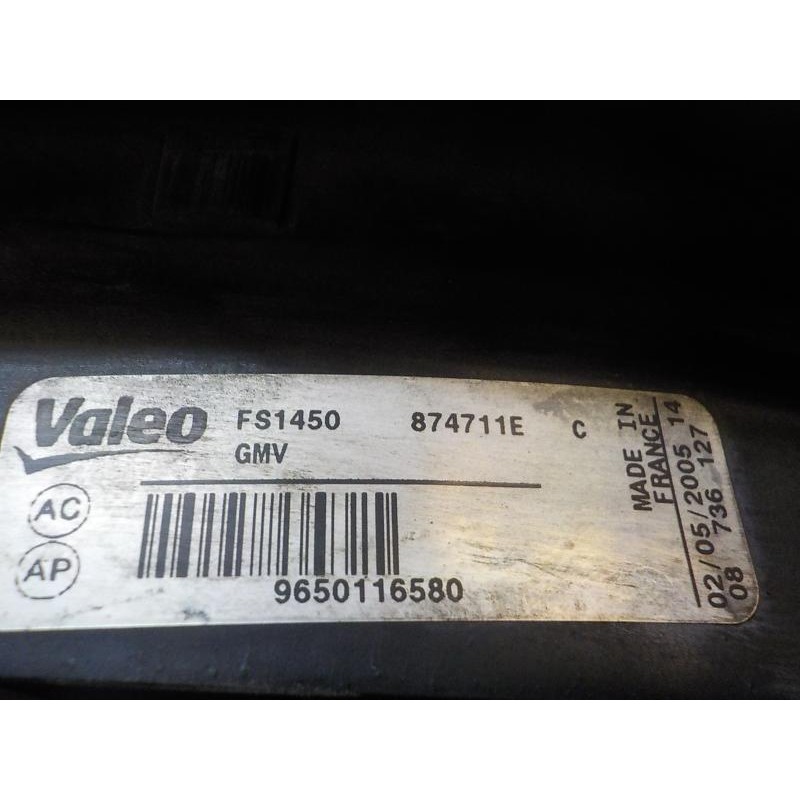 Valeo FS1450 874711E C
GMV
AC
AP
9650116580
MADE IN
FRANCE
02/05/2005 14
08 736 127